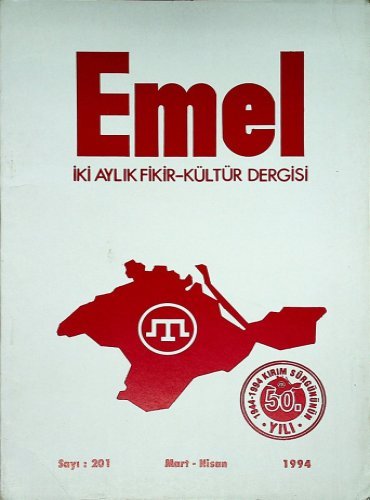 Emel
İKİ AYLIK FİKİR-KÜLTÜR DERGİSİ
1944-1994 KIRIM SÜRGÜNÜNÜN
50.
YILI
Sayı : 201 Mart - Nisan 1994